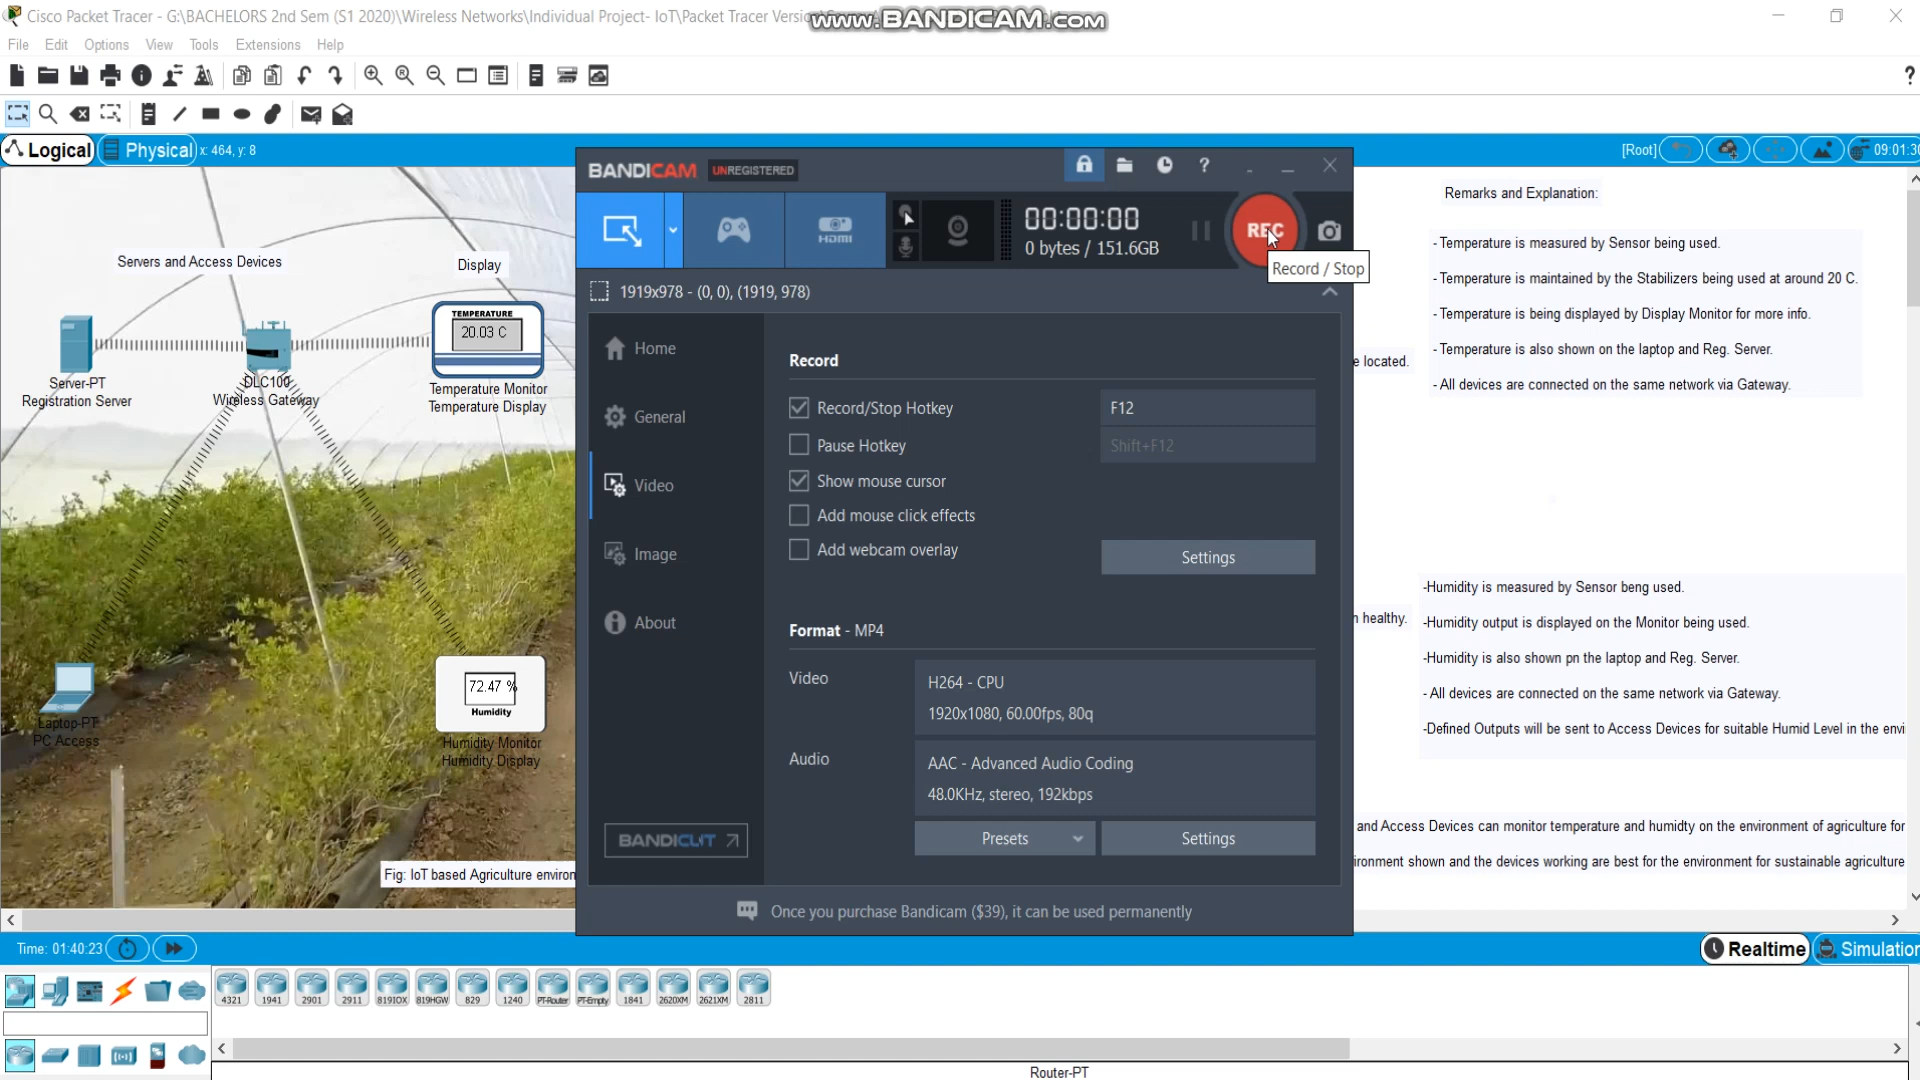 Cisco Packet Tracer - G:\BACHELORS 2nd Sem (S1 2020)\Wireless Networks\Individual Project- IoT\Packet Tracer Versio
www.BANDICAM.COM
File Edit Options View Tools Extensions Help
?
Logical Physical x: 464, y: 8
[Root] 09:01:30
BANDICAM UNREGISTERED
?
HDMI
00:00:00
0 bytes / 151.6GB
REC
Record / Stop
1919x978 - (0, 0), (1919, 978)
Home
General
Video
Image
About
BANDICUT
Record
Record/Stop Hotkey F12
Pause Hotkey Shift+F12
Show mouse cursor
Add mouse click effects
Add webcam overlay
Settings
Format - MP4
Video
H264 - CPU
1920x1080, 60.00fps, 80q
Audio
AAC - Advanced Audio Coding
48.0KHz, stereo, 192kbps
Presets Settings
Once you purchase Bandicam ($39), it can be used permanently
Servers and Access Devices
Display
TEMPERATURE
20.03 C
Server-PT
Registration Server
DLC100
Wireless Gateway
Temperature Monitor
Temperature Display
Laptop-PT
PC Access
72.47 %
Humidity
Humidity Monitor
Humidity Display
Fig: IoT based Agriculture environ
Remarks and Explanation:
- Temperature is measured by Sensor being used.
- Temperature is maintained by the Stabilizers being used at around 20 C.
- Temperature is being displayed by Display Monitor for more info.
- Temperature is also shown on the laptop and Reg. Server.
e located.
- All devices are connected on the same network via Gateway.
-Humidity is measured by Sensor beng used.
n healthy.
-Humidity output is displayed on the Monitor being used.
-Humidity is also shown pn the laptop and Reg. Server.
- All devices are connected on the same network via Gateway.
-Defined Outputs will be sent to Access Devices for suitable Humid Level in the envi
and Access Devices can monitor temperature and humidty on the environment of agriculture for
ironment shown and the devices working are best for the environment for sustainable agriculture
Time: 01:40:23
Realtime Simulation
4321 1941 2901 2911 819IOX 819HGW 829 1240 PT-Router PT-Empty 1841 2620XM 2621XM 2811
Router-PT